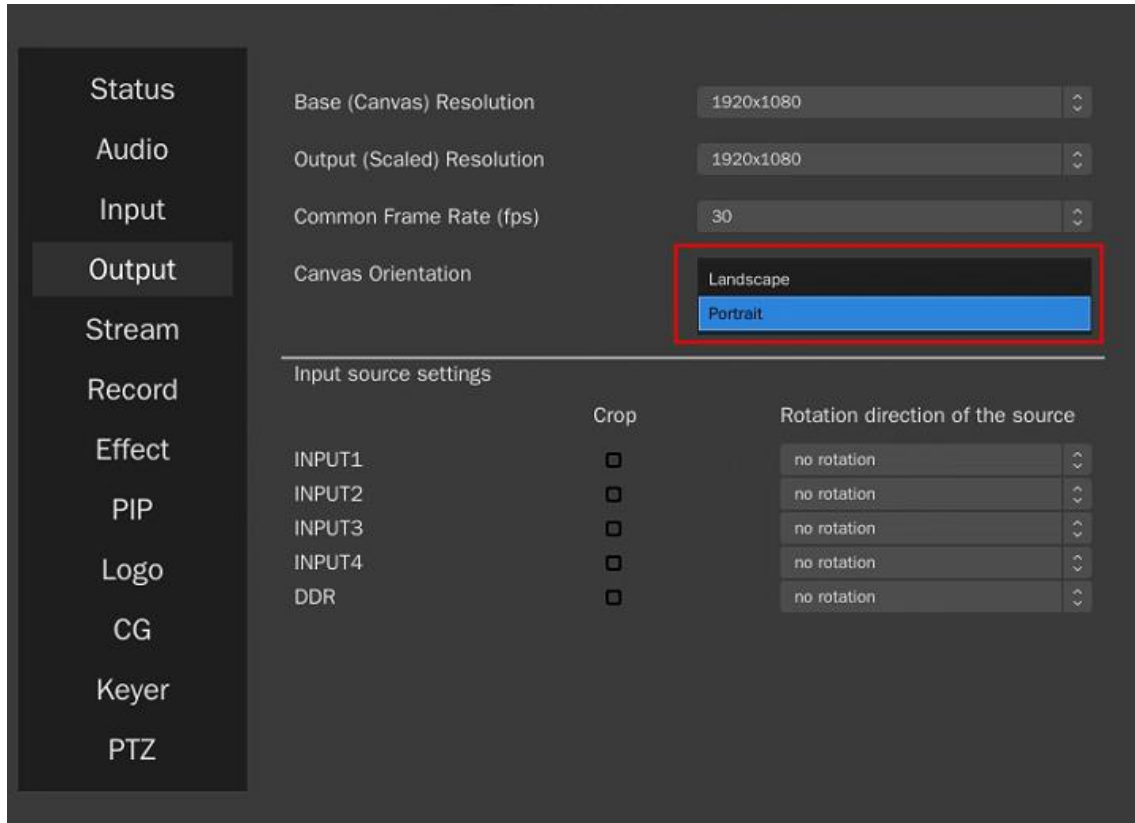 Status
Audio
Input
Output
Stream
Record
Effect
PIP
Logo
CG
Keyer
PTZ
Base (Canvas) Resolution 1920x1080
Output (Scaled) Resolution 1920x1080
Common Frame Rate (fps) 30
Canvas Orientation Landscape
Portrait
Input source settings
Crop Rotation direction of the source
INPUT1 no rotation
INPUT2 no rotation
INPUT3 no rotation
INPUT4 no rotation
DDR no rotation